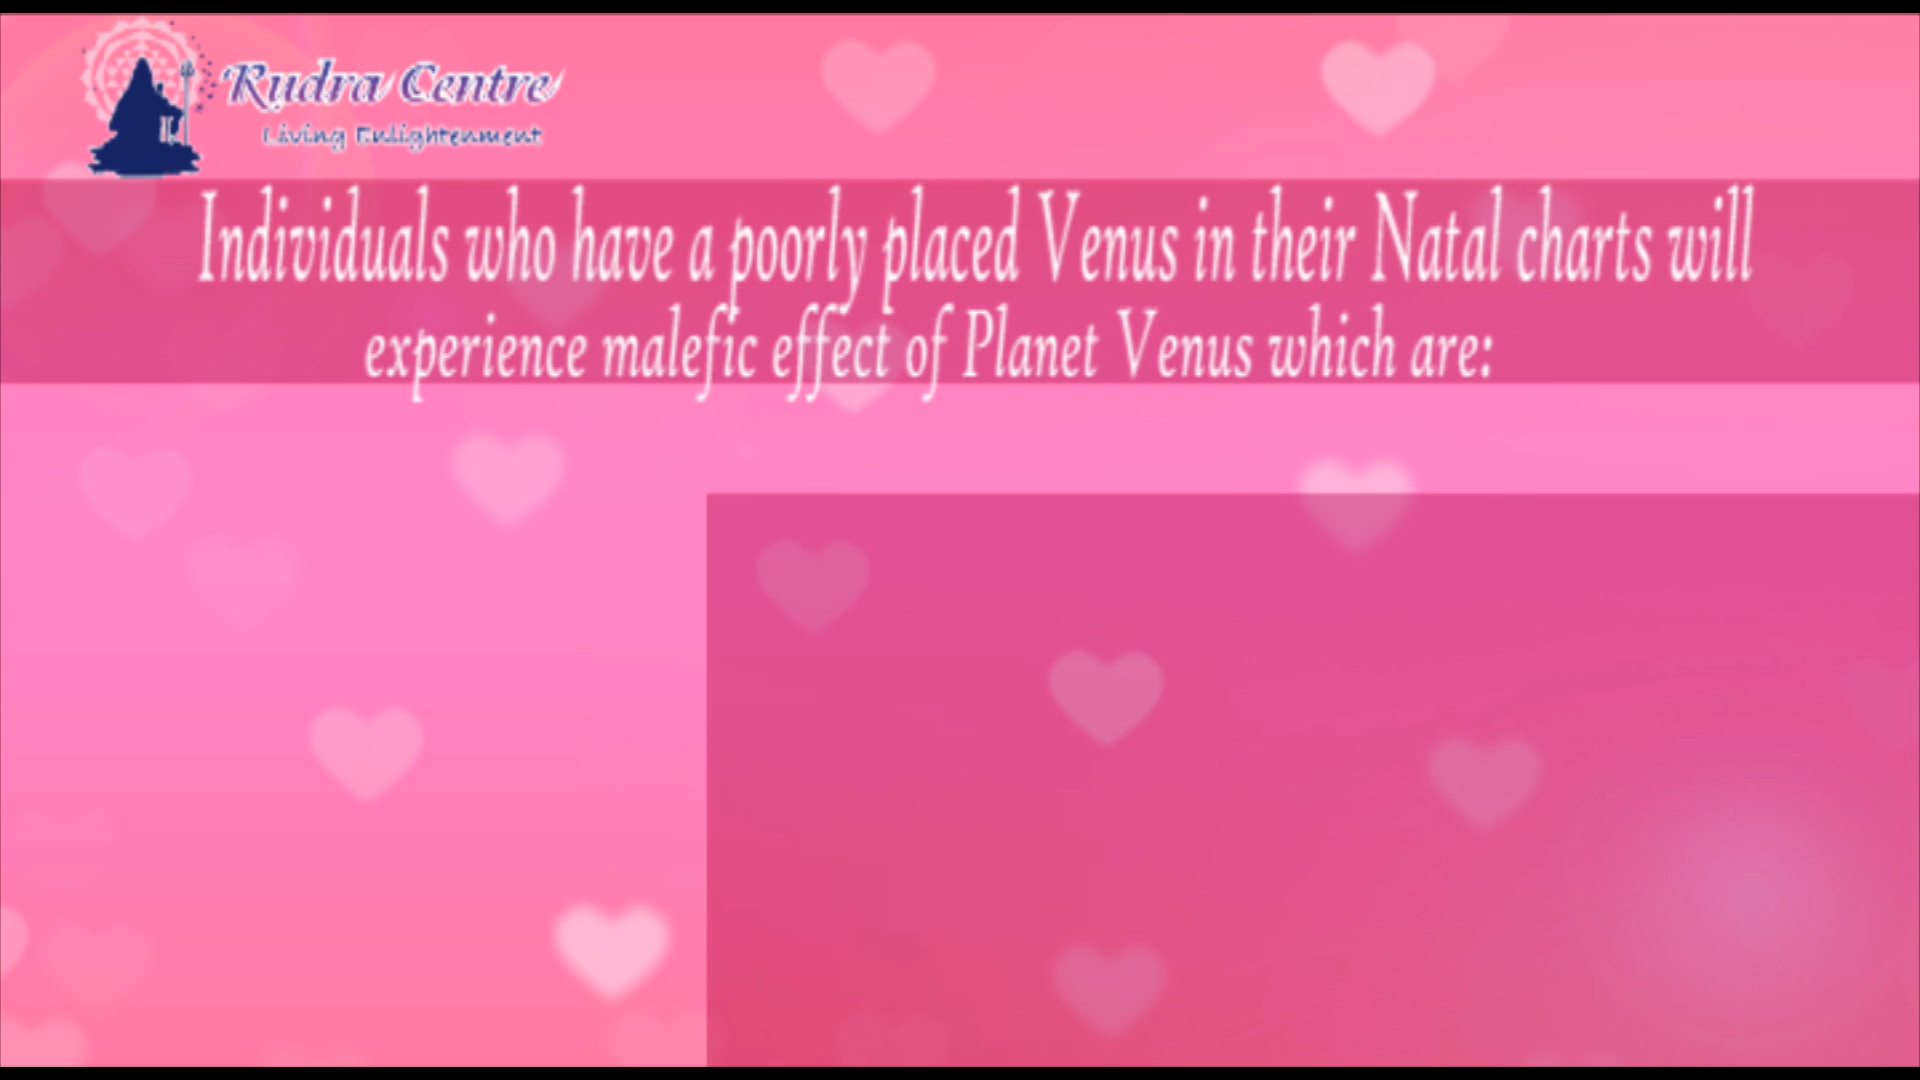 Rudra Centre
Living Enlightenment
Individuals who have a poorly placed Venus in their Natal charts will
experience malefic effect of Planet Venus which are: